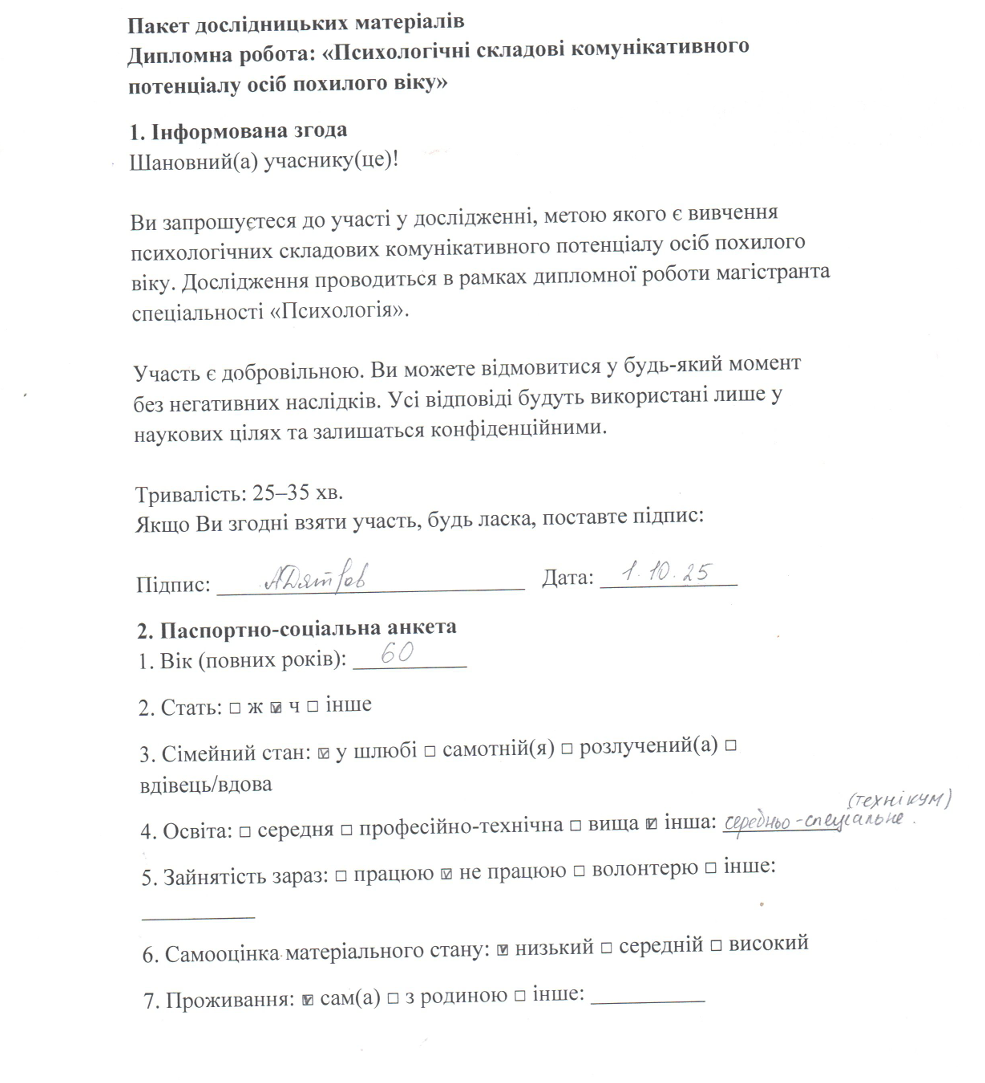 Пакет дослідницьких матеріалів
Дипломна робота: «Психологічні складові комунікативного
потенціалу осіб похилого віку»
1. Інформована згода
Шановний(а) учаснику(це)!
Ви запрошуєтеся до участі у дослідженні, метою якого є вивчення
психологічних складових комунікативного потенціалу осіб похилого
віку. Дослідження проводиться в рамках дипломної роботи магістранта
спеціальності «Психологія».
Участь є добровільною. Ви можете відмовитися у будь-який момент
без негативних наслідків. Усі відповіді будуть використані лише у
наукових цілях та залишаться конфіденційними.
Тривалість: 25–35 хв.
Якщо Ви згодні взяти участь, будь ласка, поставте підпис:
Підпис: Дата: 1.10.25
2. Паспортно-соціальна анкета
1. Вік (повних років): 60
2. Стать: □ ж ☑ ч □ інше
3. Сімейний стан: ☑ у шлюбі □ самотній(я) □ розлучений(а) □
вдівець/вдова
(технікум)
4. Освіта: □ середня □ професійно-технічна □ вища ☑ інша: середньо-спеціальне.
5. Зайнятість зараз: □ працюю ☑ не працюю □ волонтерю □ інше:
6. Самооцінка матеріального стану: ☑ низький □ середній □ високий
7. Проживання: ☑ сам(а) □ з родиною □ інше: